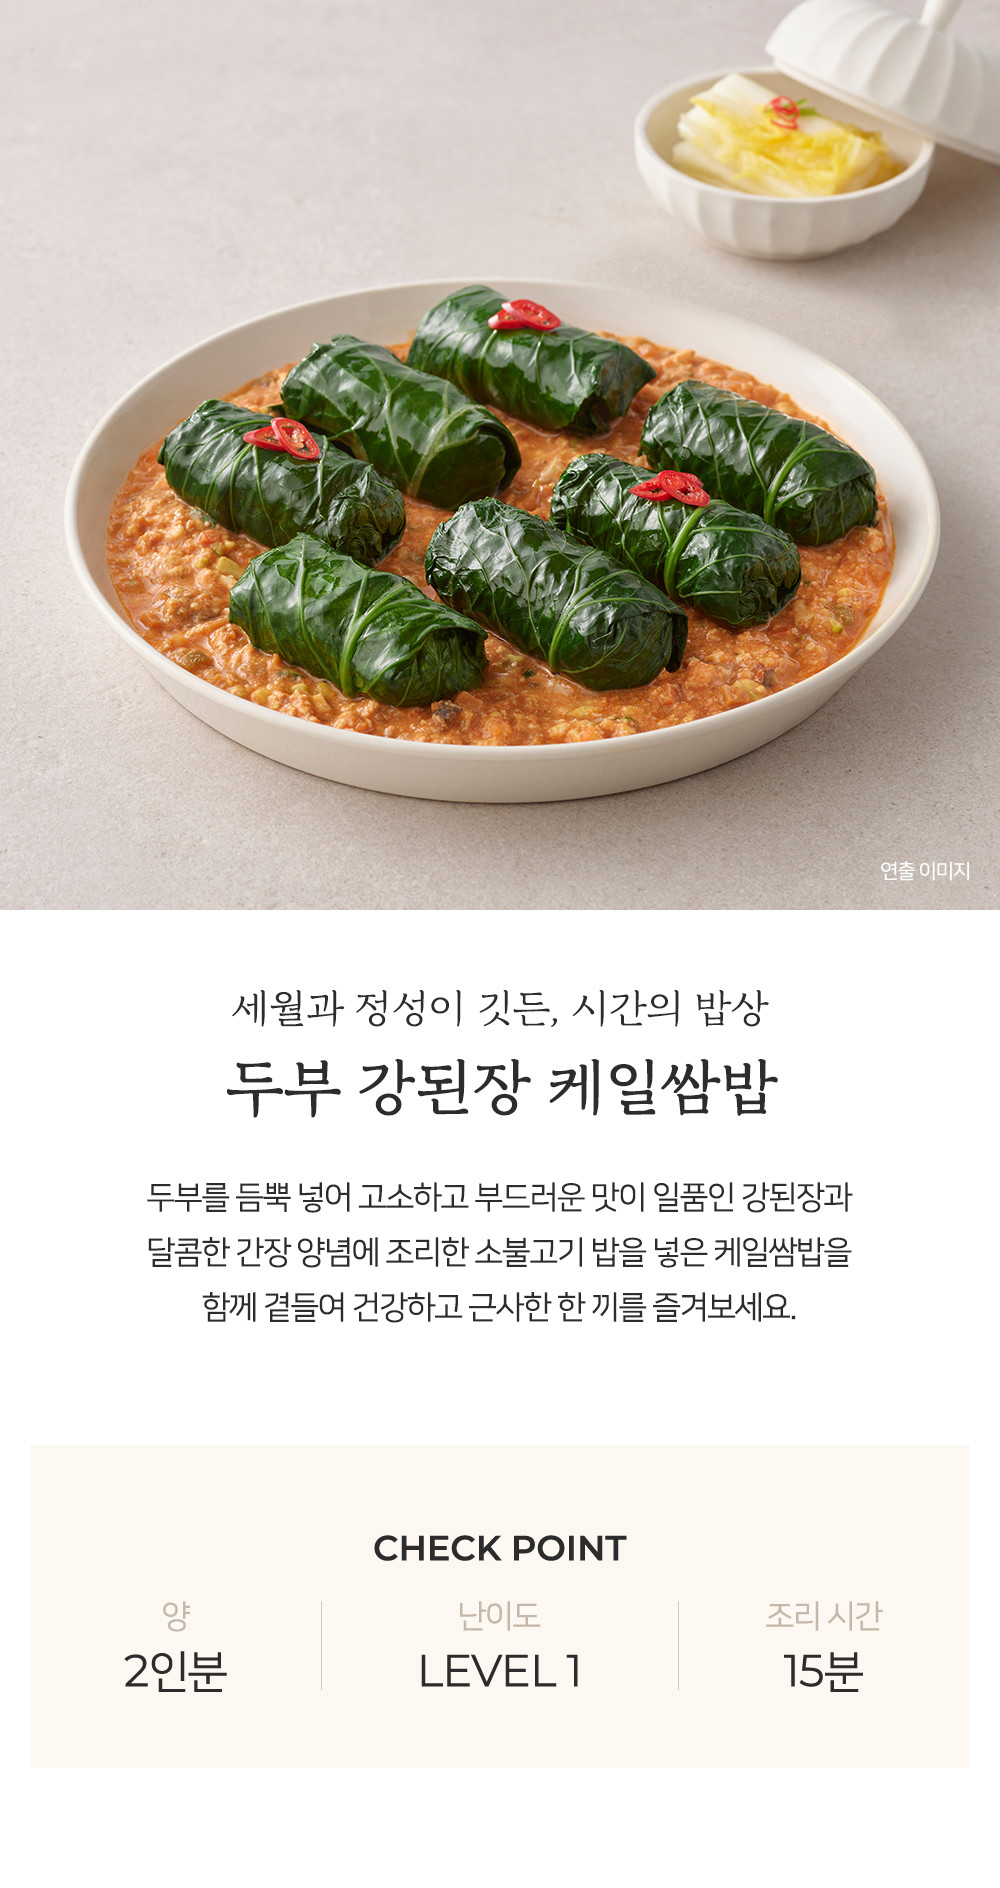 연출 이미지
세월과 정성이 깃든, 시간의 밥상
두부 강된장 케일쌈밥
두부를 듬뿍 넣어 고소하고 부드러운 맛이 일품인 강된장과
달콤한 간장 양념에 조리한 소불고기 밥을 넣은 케일쌈밥을
함께 곁들여 건강하고 근사한 한 끼를 즐겨보세요.
CHECK POINT
양
2인분
난이도
LEVEL 1
조리 시간
15분